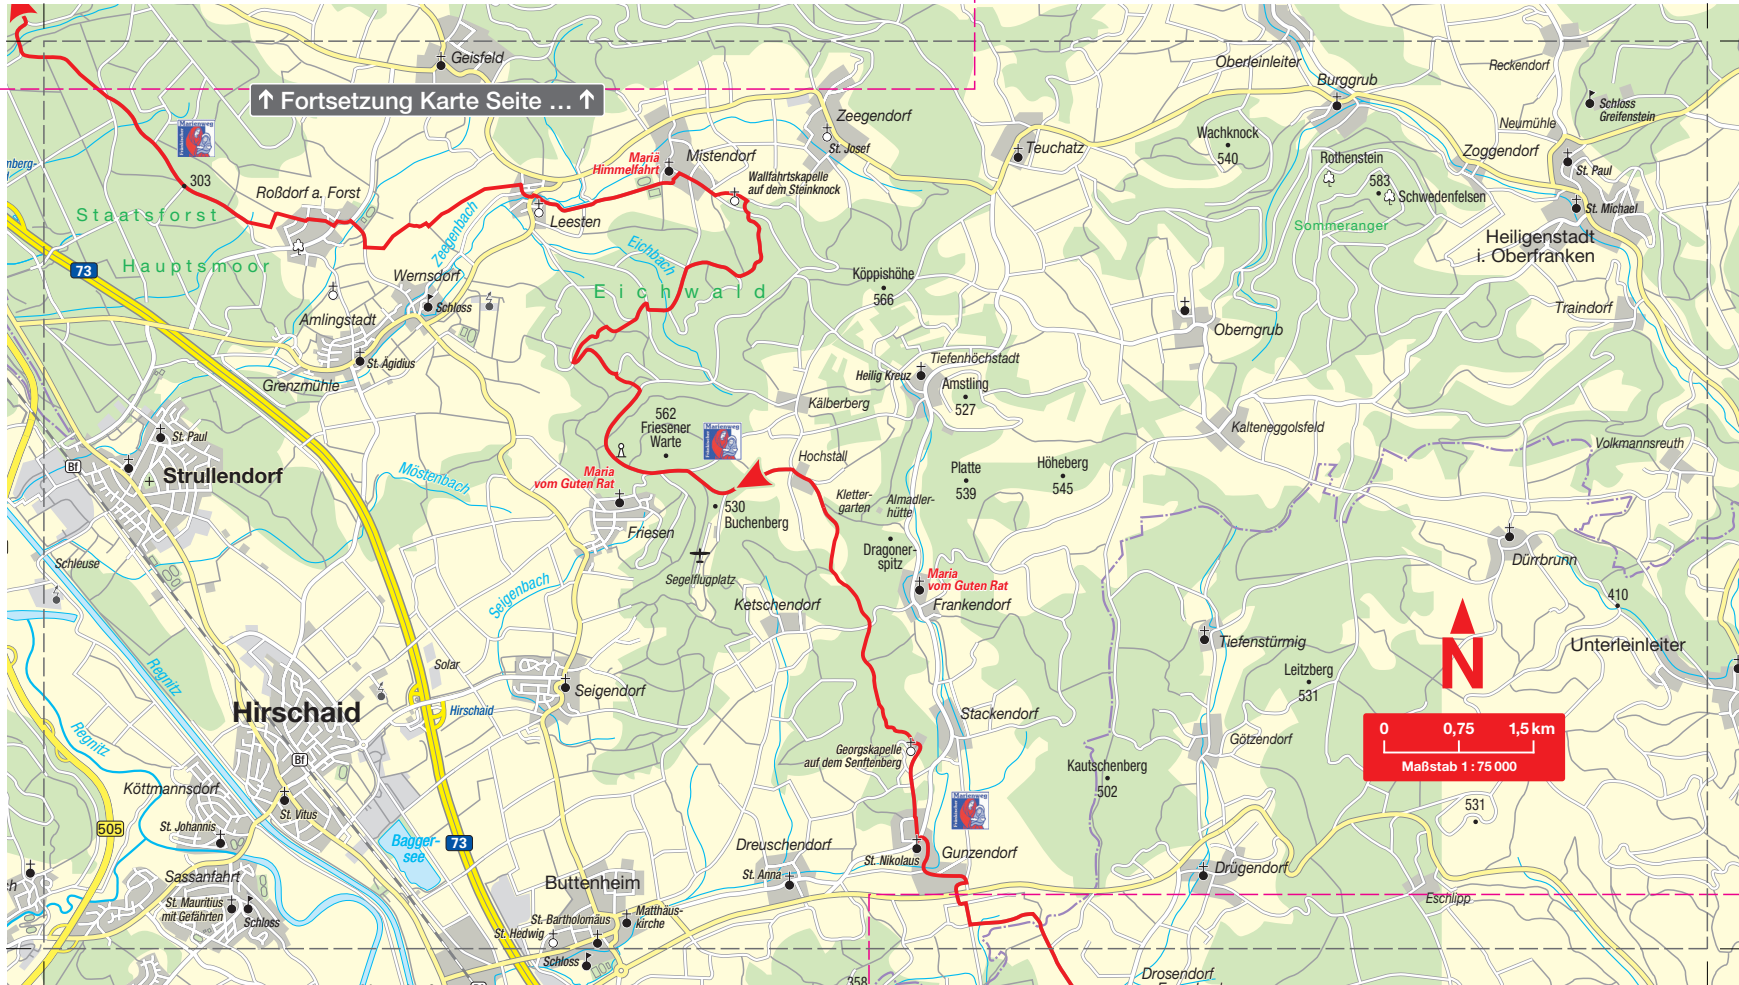 Geisfeld
↑ Fortsetzung Karte Seite ... ↑
Oberleinleiter
Burggrub
Reckendorf
Schloss
Greifenstein
Zeegendorf
St. Josef
Teuchatz
Wachknock
540
Neumühle
Zoggendorf
St. Paul
Rothenstein
583
Schwedenfelsen
St. Michael
Sommeranger
Heiligenstadt
i. Oberfranken
Marienweg
303
Roßdorf a. Forst
Mariä
Himmelfahrt
Mistendorf
Wallfahrtskapelle
auf dem Steinknock
Staatsforst
Hauptsmoor
73
Zeegenbach
Leesten
Eichbach
Eichwald
Köppishöhe
566
Wernsdorf
Schloss
Amlingstadt
St. Ägidius
Grenzmühle
Oberngrub
Traindorf
Tiefenhöchstadt
Heilig Kreuz
Amstling
527
Kälberberg
562
Friesener
Warte
Marienweg
Hochstall
Kalteneggolsfeld
Volkmannsreuth
St. Paul
Bf
Strullendorf
Möstenbach
Maria
vom Guten Rat
Friesen
530
Buchenberg
Kletter-
garten
Almadler-
hütte
Platte
539
Höheberg
545
Dragoner-
spitz
Dürrbrunn
Schleuse
Segelflugplatz
Seigenbach
Ketschendorf
Maria
vom Guten Rat
Frankendorf
410
Tiefenstürmig
Unterleinleiter
N
Leitzberg
531
Regnitz
Solar
Seigendorf
Hirschaid
Hirschaid
Regnitz
Bf
Stackendorf
Georgskapelle
auf dem Senftenberg
Götzendorf
0 0,75 1,5 km
Maßstab 1 : 75 000
Kautschenberg
502
531
Köttmannsdorf
St. Vitus
St. Johannis
505
Bagger-
see
73
Marienweg
Dreuschendorf
St. Anna
St. Nikolaus
Gunzendorf
Drügendorf
Eschlipp
Sassanfahrt
St. Mauritius
mit Gefährten
Schloss
Buttenheim
St. Bartholomäus
Matthäus-
kirche
St. Hedwig
Schloss
358
Drosendorf